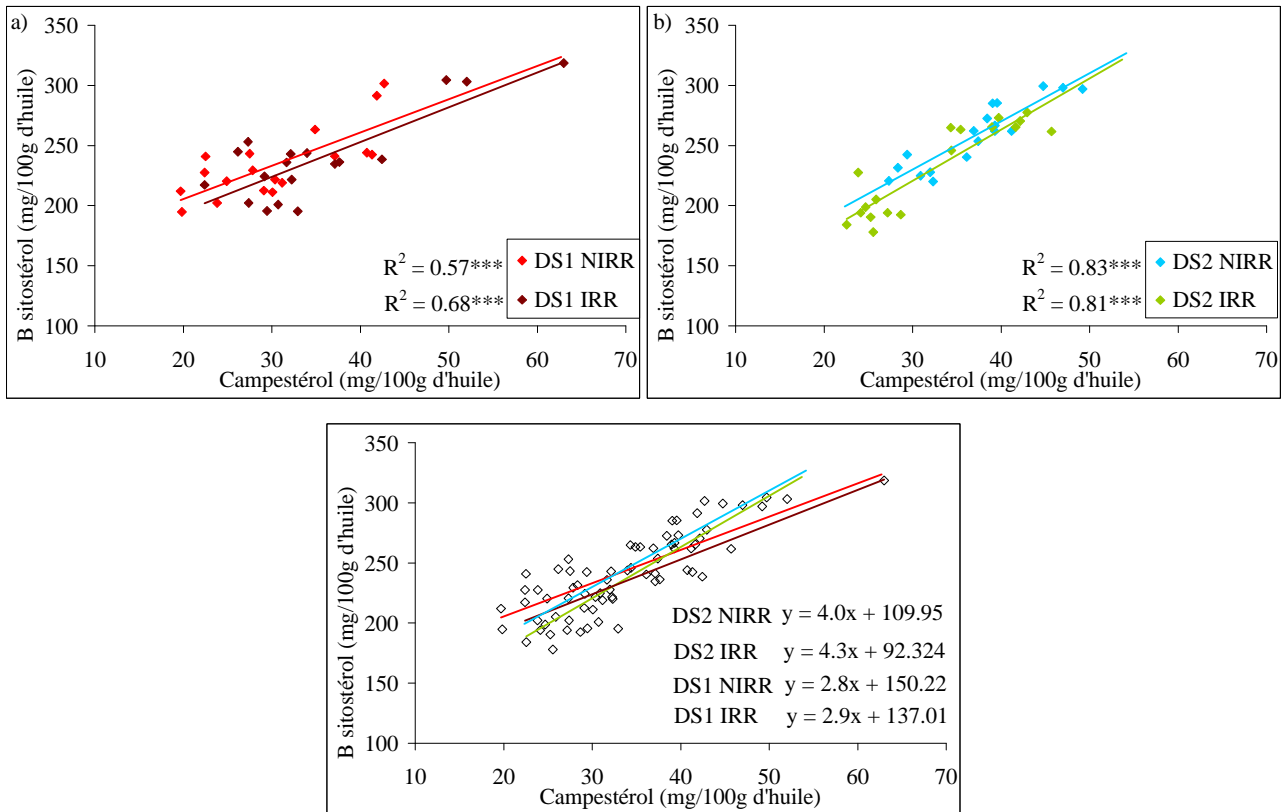 a)
350
300
250
200
150
100
B sitostérol (mg/100g d'huile)
R² = 0.57***
R² = 0.68***
DS1 NIRR
DS1 IRR
10 20 30 40 50 60 70
Campestérol (mg/100g d'huile)
b)
350
300
250
200
150
100
B sitostérol (mg/100g d'huile)
R² = 0.83***
R² = 0.81***
DS2 NIRR
DS2 IRR
10 20 30 40 50 60 70
Campestérol (mg/100g d'huile)
350
300
250
200
150
100
B sitostérol (mg/100g d'huile)
DS2 NIRR y = 4.0x + 109.95
DS2 IRR y = 4.3x + 92.324
DS1 NIRR y = 2.8x + 150.22
DS1 IRR y = 2.9x + 137.01
10 20 30 40 50 60 70
Campestérol (mg/100g d'huile)